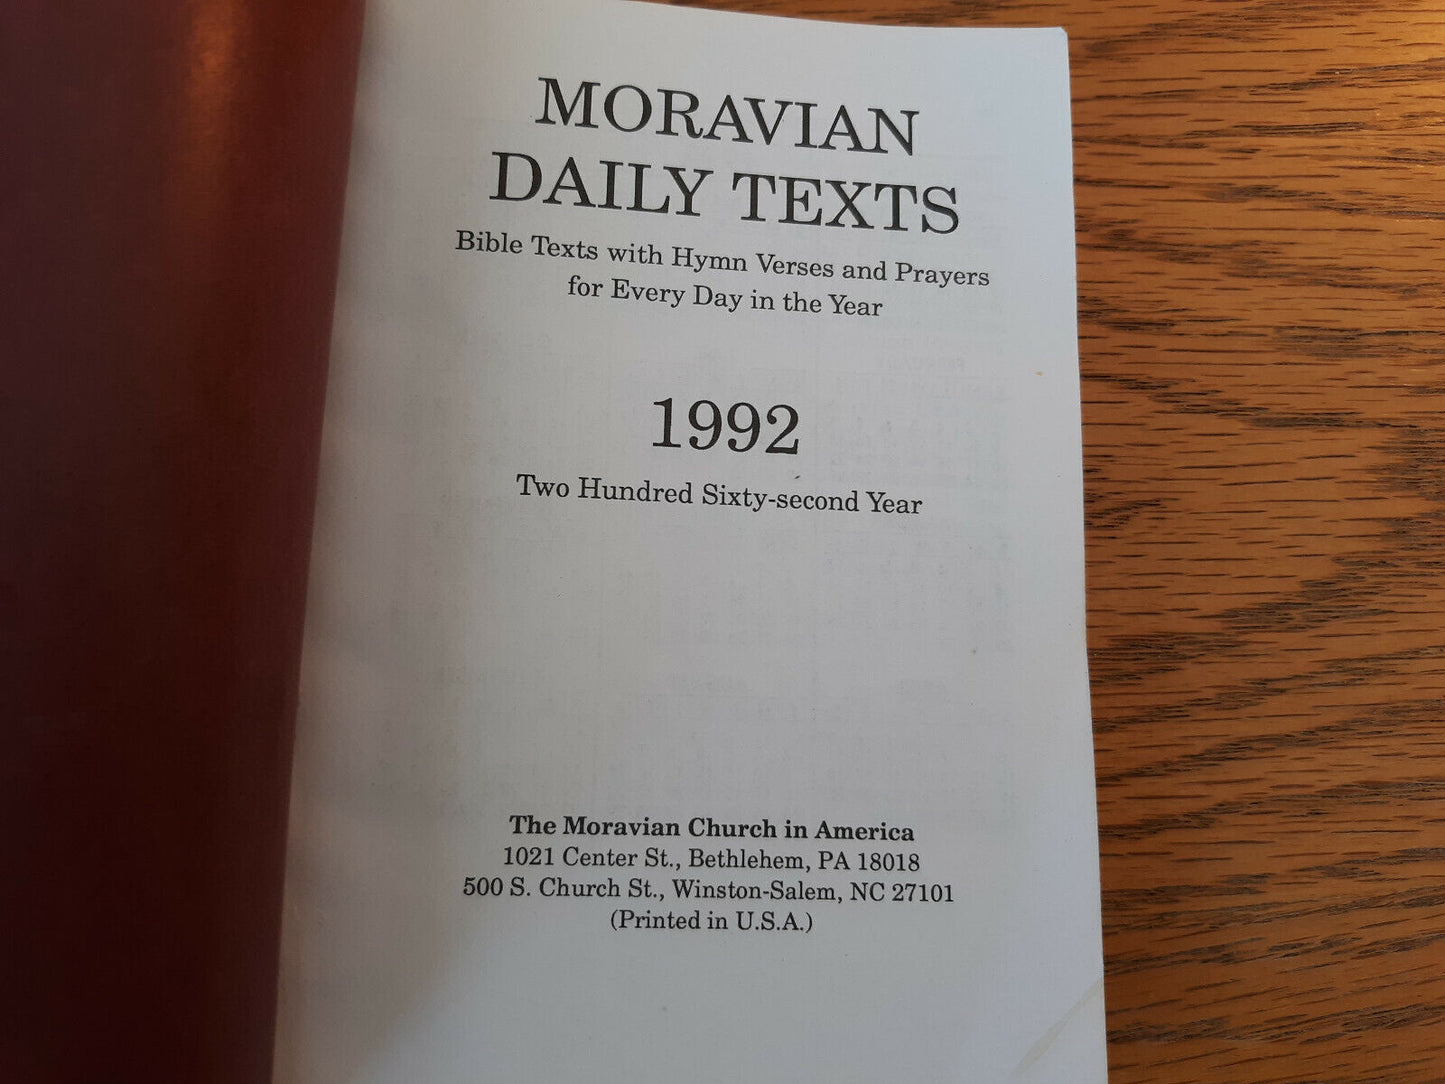 MORAVIAN
DAILY TEXTS
Bible Texts with Hymn Verses and Prayers
for Every Day in the Year
1992
Two Hundred Sixty-second Year
The Moravian Church in America
1021 Center St., Bethlehem, PA 18018
500 S. Church St., Winston-Salem, NC 27101
(Printed in U.S.A.)